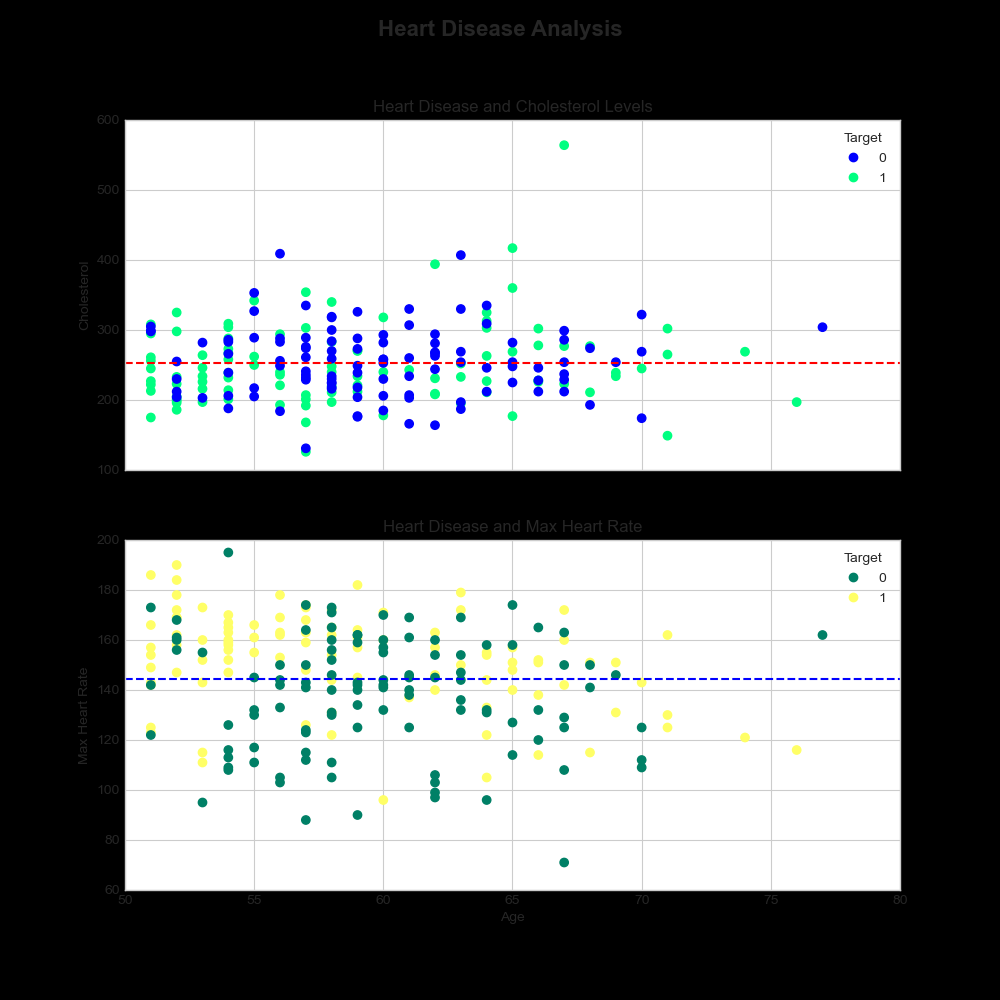 Heart Disease Analysis
Heart Disease and Cholesterol Levels
600
500
400
300
200
100
Cholesterol
Target
0
1
Heart Disease and Max Heart Rate
200
180
160
140
120
100
80
60
Max Heart Rate
Target
0
1
50 55 60 65 70 75 80
Age